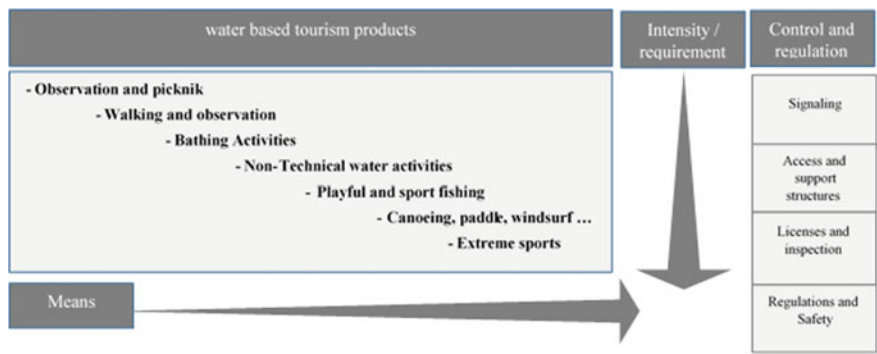 water based tourism products
Intensity /
requirement
Control and
regulation
- Observation and picknik
- Walking and observation
- Bathing Activities
- Non-Technical water activities
- Playful and sport fishing
- Canoeing, paddle, windsurf ...
- Extreme sports
Signaling
Access and
support
structures
Licenses and
inspection
Regulations and
Safety
Means